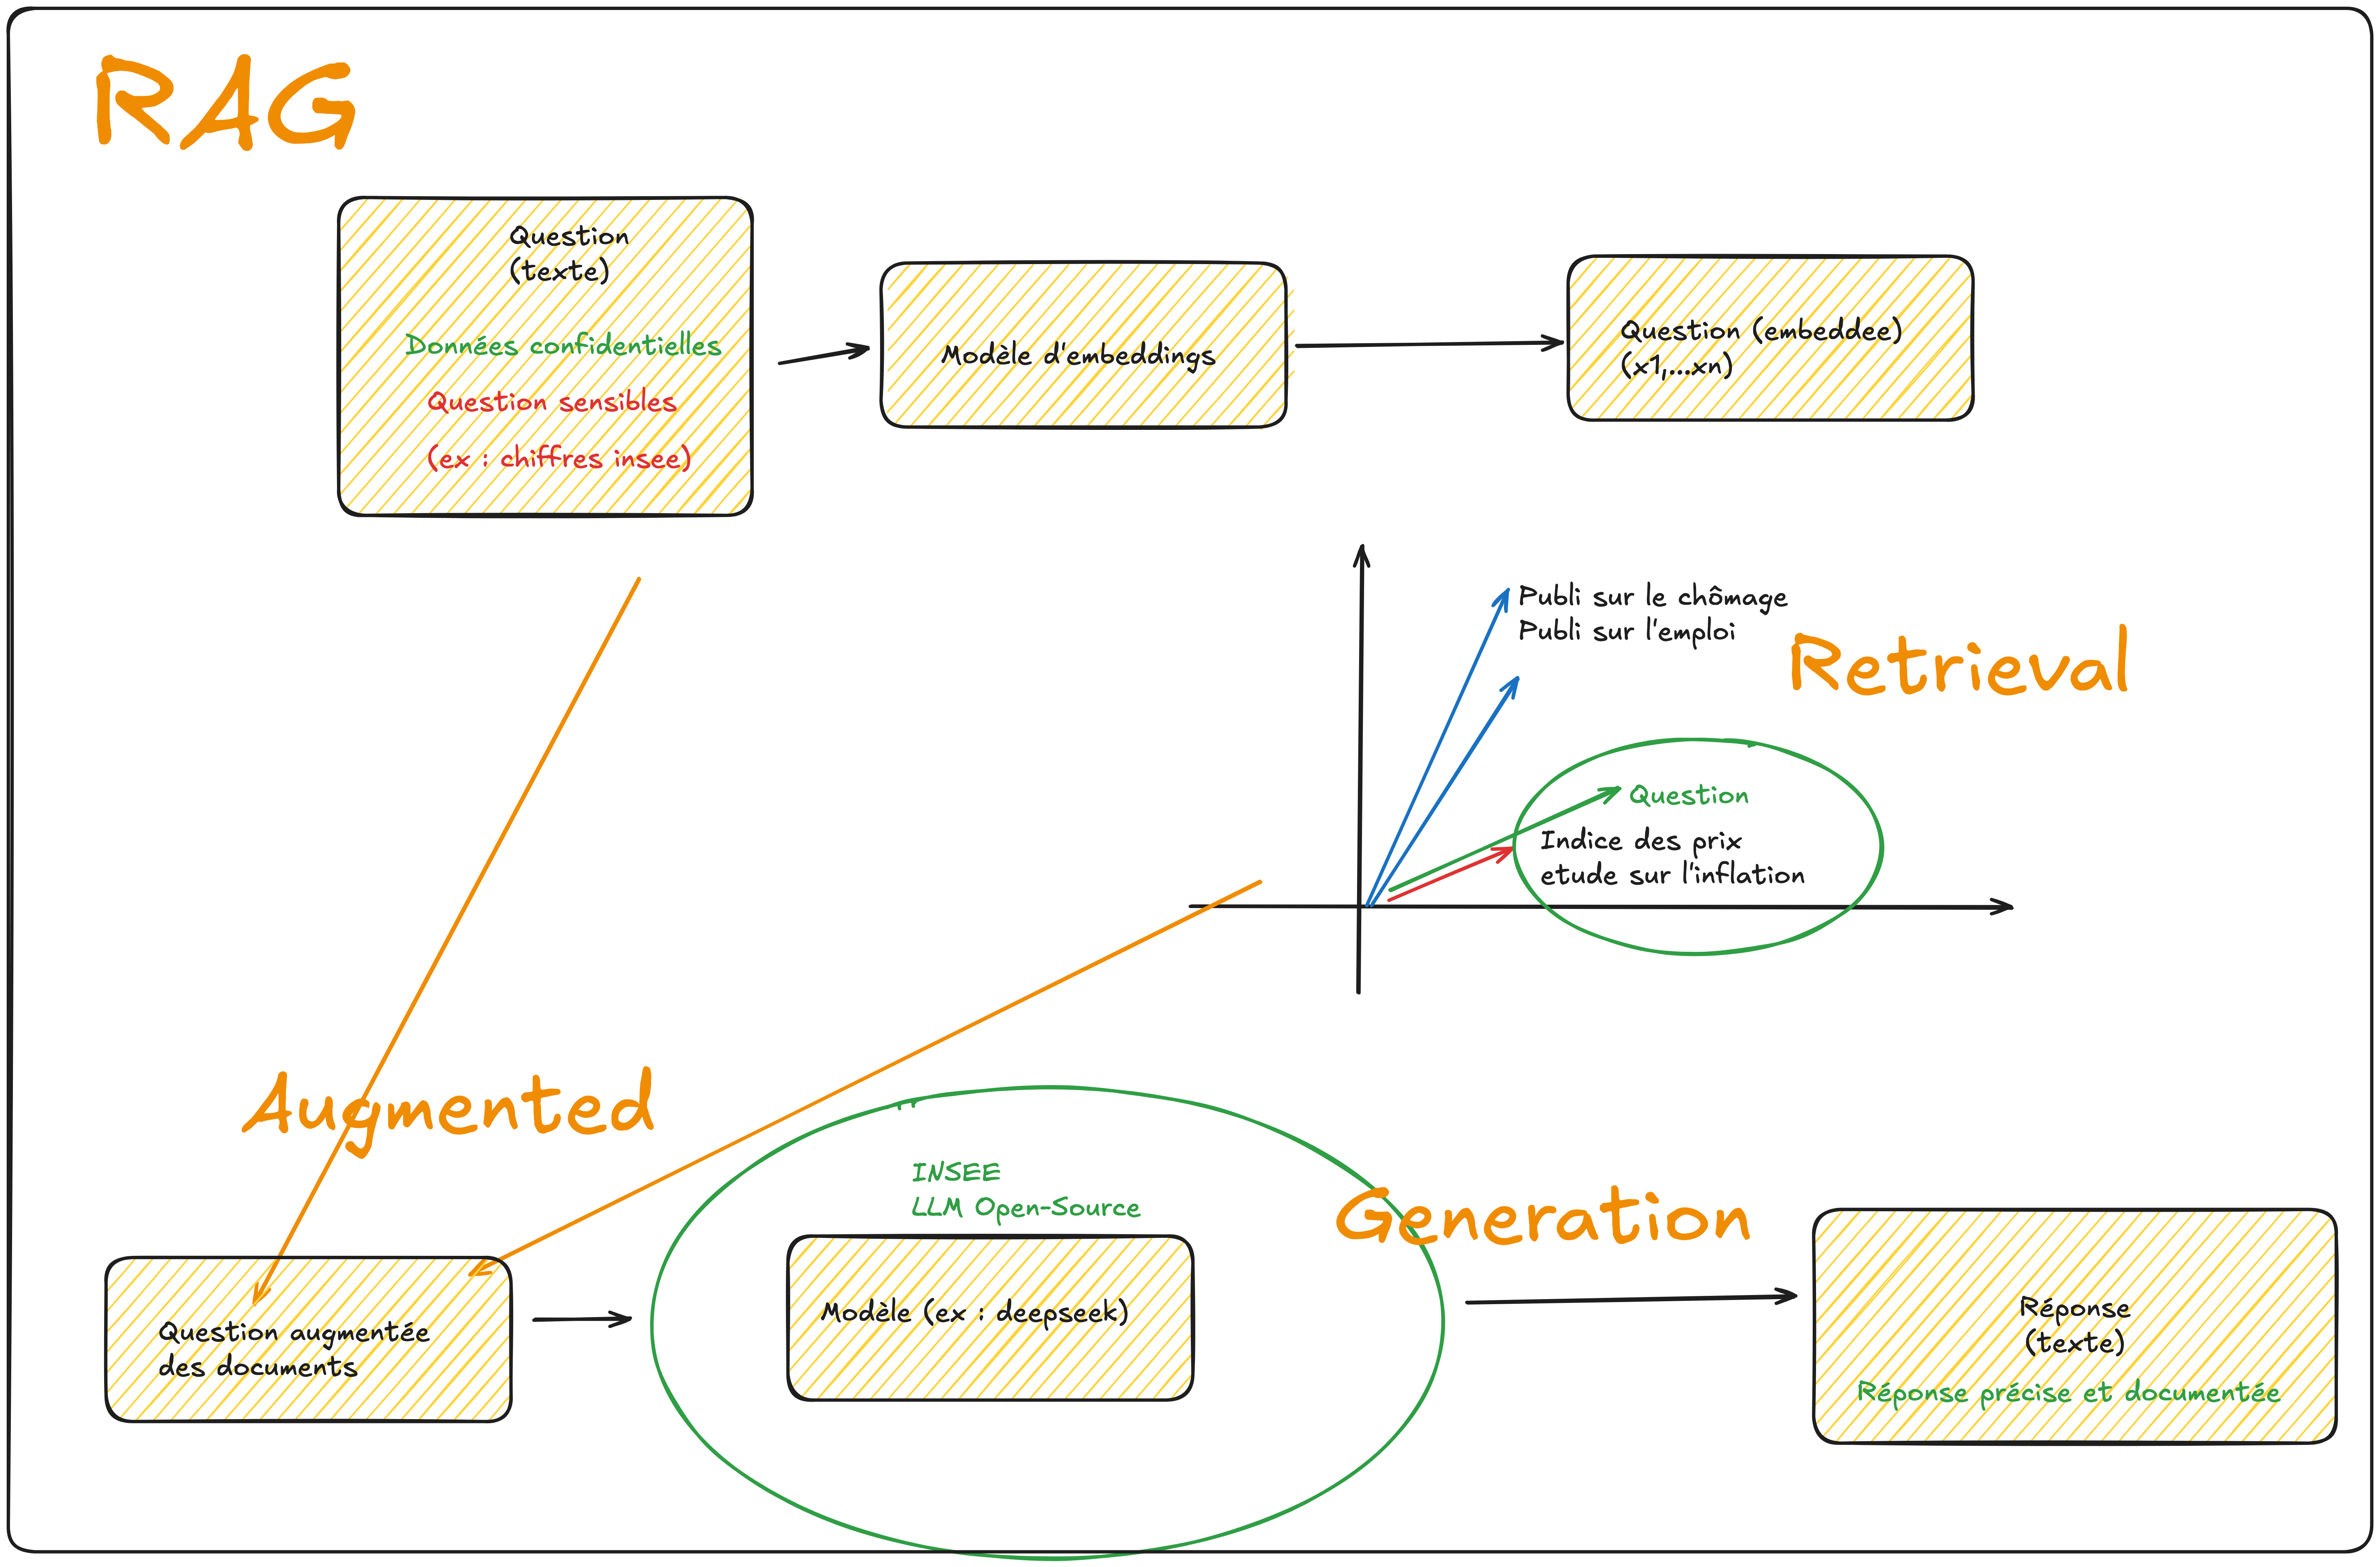 RAG
Question
(texte)
Données confidentielles
Question sensibles
(ex : chiffres insee)
Modèle d'embeddings
Question (embeddee)
(x1,...xn)
Publi sur le chômage
Publi sur l'emploi
Retrieval
Question
Indice des prix
etude sur l'inflation
Augmented
Question augmentée
des documents
INSEE
LLM Open-Source
Modèle (ex : deepseek)
Generation
Réponse
(texte)
Réponse précise et documentée